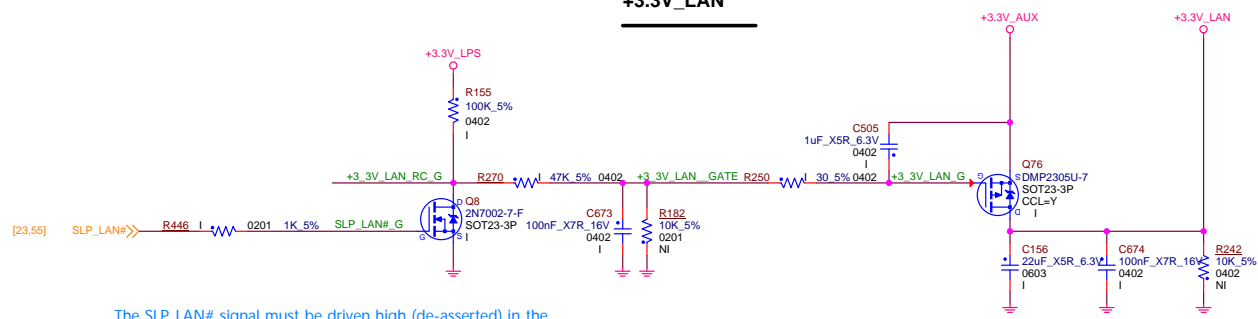 +3.3V_LAN
+3.3V_AUX
+3.3V_LAN
+3.3V_LPS
R155
100K_5%
0402
I
C505
1uF_X5R_6.3V
0402
I
Q76
DMP2305U-7
SOT23-3P
CCL=Y
I
G
S
D
+3_3V_LAN_RC_G
R270
I
47K_5%
0402
+3_3V_LAN__GATE
R250
I
30_5%
0402
+3_3V_LAN_G
Q8
2N7002-7-F
SOT23-3P
I
D
G
S
C673
100nF_X7R_16V
0402
I
R182
10K_5%
0201
NI
[23,55]
SLP_LAN#
R446
I
0201
1K_5%
SLP_LAN#_G
C156
22uF_X5R_6.3V
0603
I
C674
100nF_X7R_16V
0402
I
R242
10K_5%
0402
NI
The SLP_LAN# signal must be driven high (de-asserted) in the